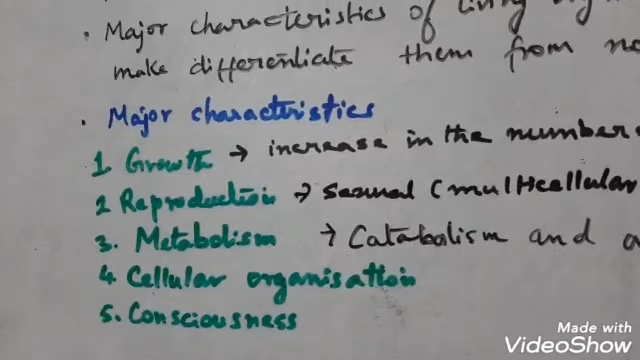 • Major characteristics of living
make differentiate them from
• Major characteristics
1. Growth → increase in the number
2 Reproduction → Sexual (multicellular
3. Metabolism → Catabolism and
4. Cellular organisation
5. Consciousness
Made with
VideoShow